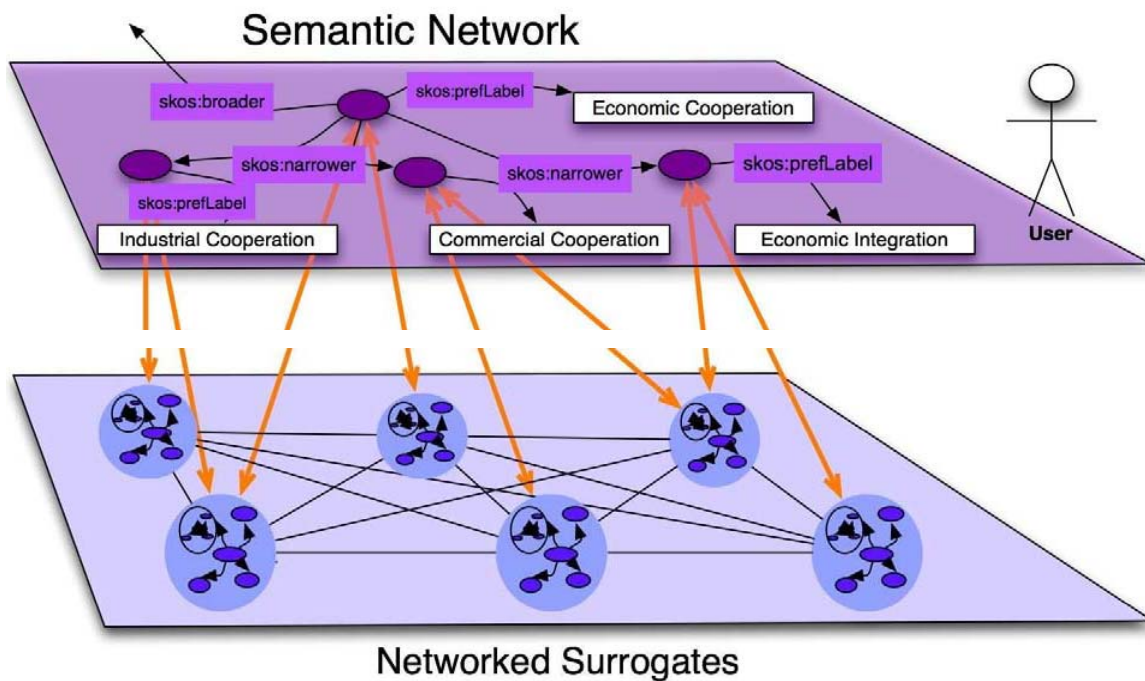 Semantic Network
skos:broader
skos:prefLabel
Economic Cooperation
skos:narrower
skos:narrower
skos:prefLabel
skos:prefLabel
Industrial Cooperation
Commercial Cooperation
Economic Integration
User
Networked Surrogates